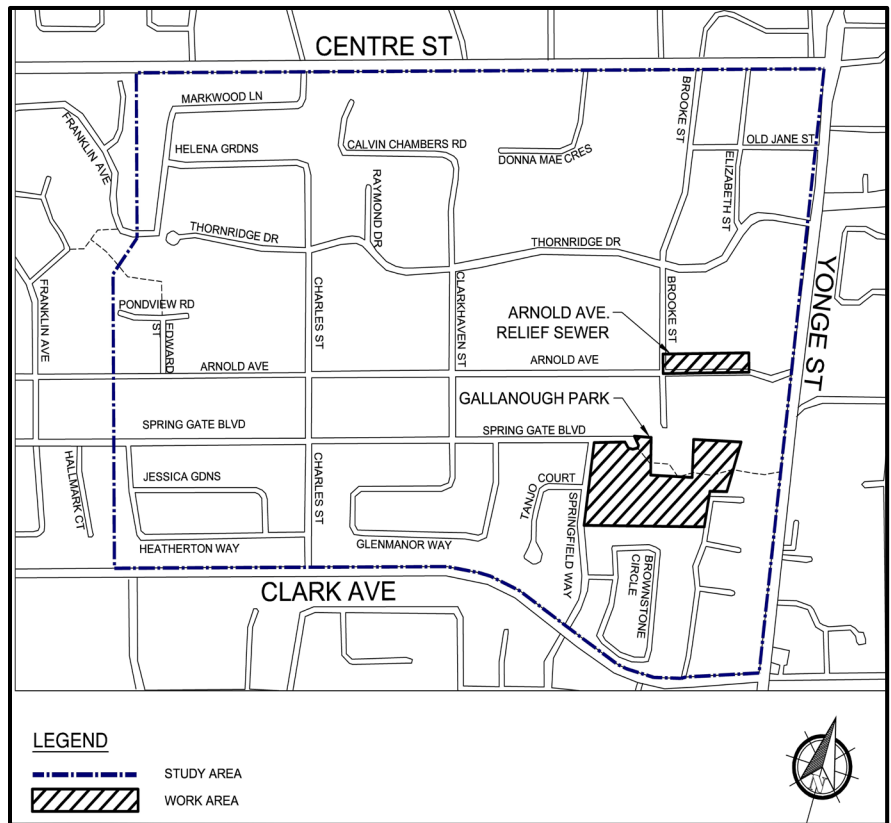 CENTRE ST
MARKWOOD LN
FRANKLIN AVE
HELENA GRDNS
CALVIN CHAMBERS RD
DONNA MAE CRES
BROOKE ST
OLD JANE ST
ELIZABETH ST
RAYMOND DR
THORNRIDGE DR
THORNRIDGE DR
YONGE ST
FRANKLIN AVE
PONDVIEW RD
EDWARD
ST
CHARLES ST
CLARKHAVEN ST
BROOKE ST
ARNOLD AVE.
RELIEF SEWER
ARNOLD AVE
ARNOLD AVE
GALLANOUGH PARK
SPRING GATE BLVD
SPRING GATE BLVD
HALLMARK CT
JESSICA GDNS
CHARLES ST
TANJO
COURT
SPRINGFIELD WAY
HEATHERTON WAY
GLENMANOR WAY
BROWNSTONE
CIRCLE
CLARK AVE
LEGEND
STUDY AREA
WORK AREA
N